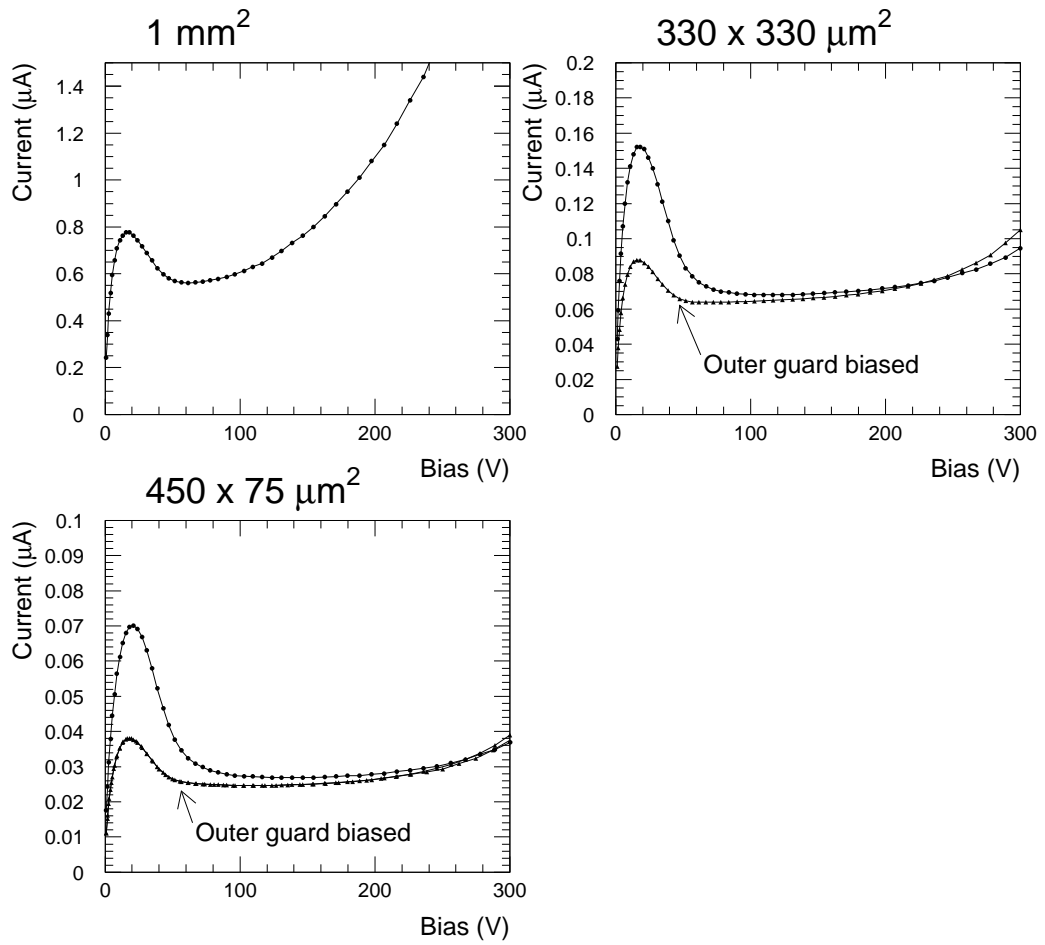 1 mm²
Current (μA)
1.4
1.2
1
0.8
0.6
0.4
0.2
0
0 100 200 300
Bias (V)
330 x 330 μm²
Current (μA)
0.2
0.18
0.16
0.14
0.12
0.1
0.08
0.06
0.04
0.02
0
Outer guard biased
0 100 200 300
Bias (V)
450 x 75 μm²
Current (μA)
0.1
0.09
0.08
0.07
0.06
0.05
0.04
0.03
0.02
0.01
0
Outer guard biased
0 100 200 300
Bias (V)